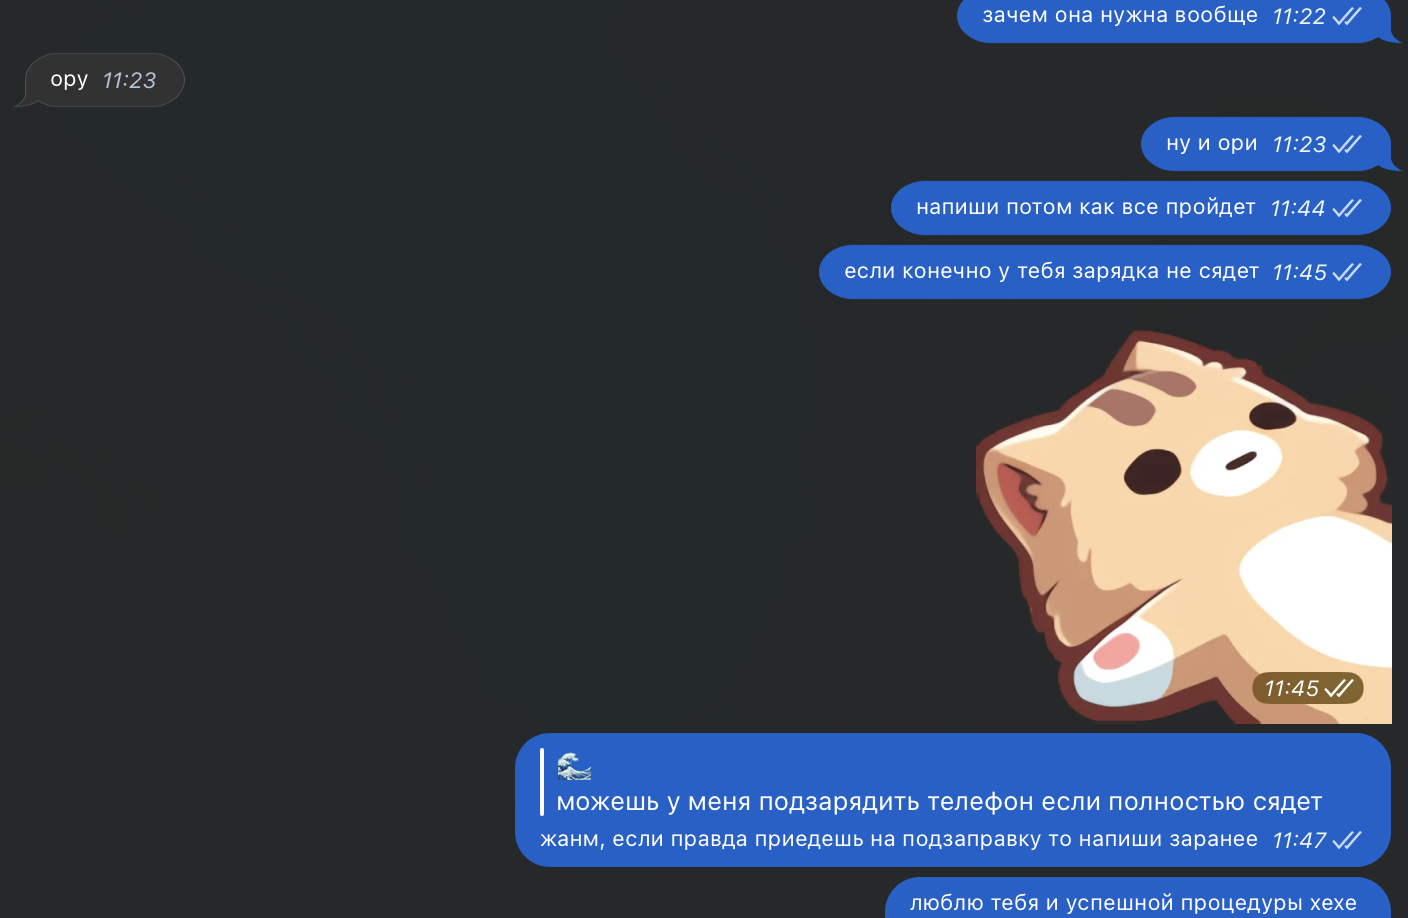 зачем она нужна вообще 11:22
ору 11:23
ну и ори 11:23
напиши потом как все пройдет 11:44
если конечно у тебя зарядка не сядет 11:45
11:45
🌊
можешь у меня подзарядить телефон если полностью сядет
жанм, если правда приедешь на подзаправку то напиши заранее 11:47
люблю тебя и успешной процедуры хехе